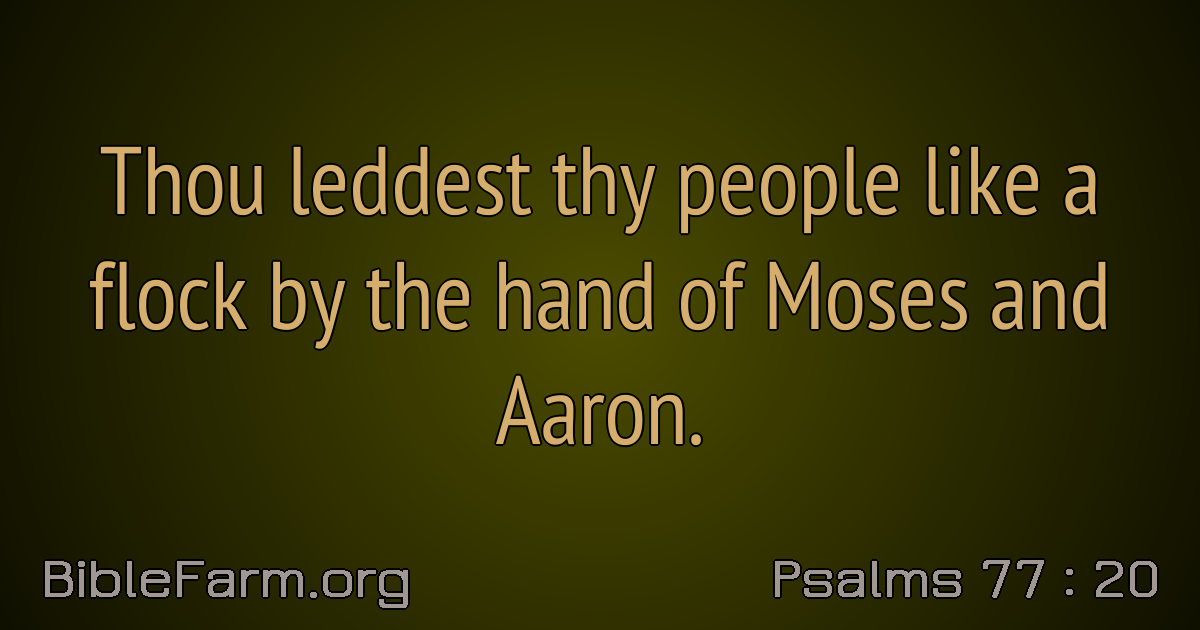 Thou leddest thy people like a
flock by the hand of Moses and
Aaron.
BibleFarm.org
Psalms 77 : 20